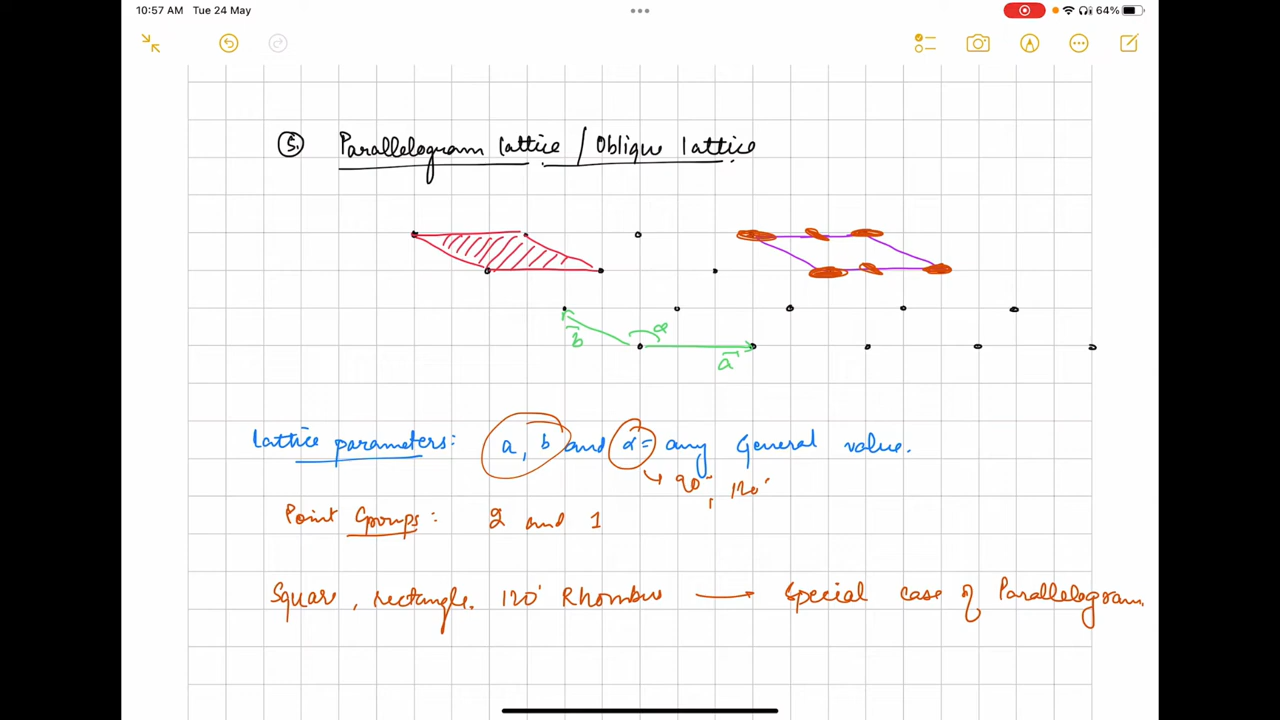 10:57 AM Tue 24 May
64%
⑤ Parallelogram lattice / Oblique lattice
b α
a
Lattice parameters: a, b and α = any General value.
↳ 90°, 120°
Point Groups: 2 and 1
Square, rectangle. 120° Rhombus → Special case of Parallelogram.